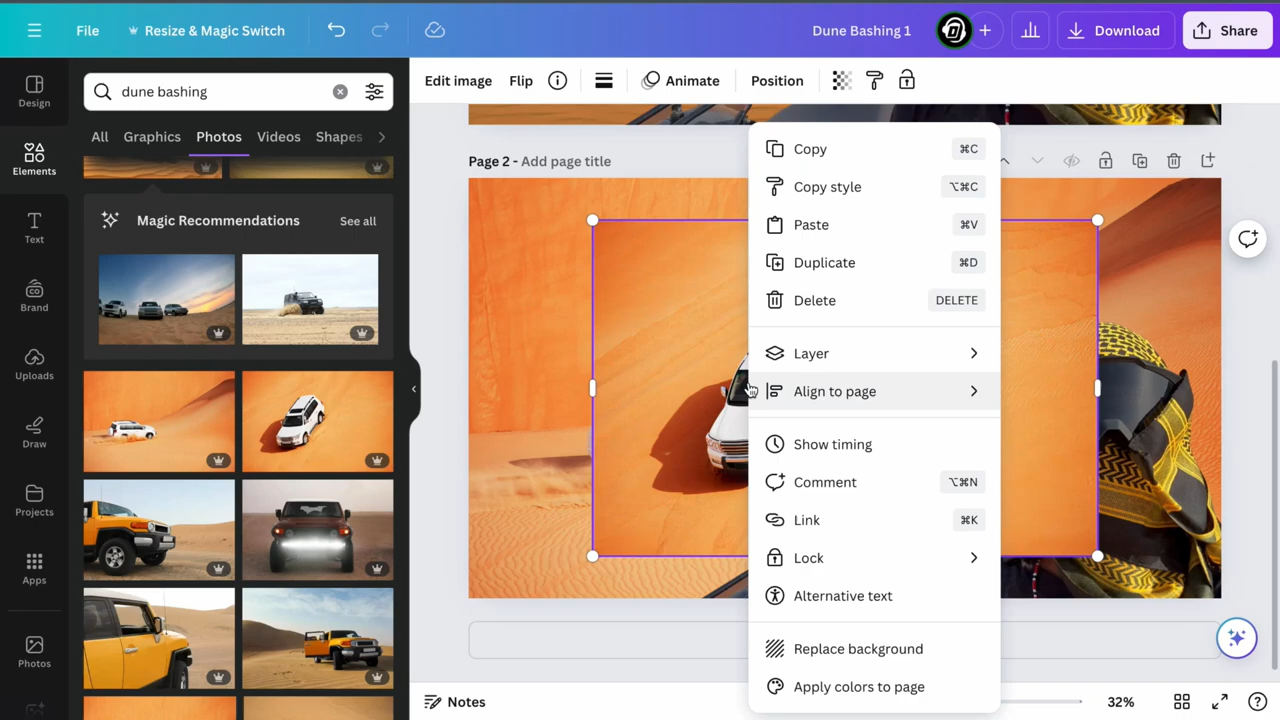 File
Resize & Magic Switch
Dune Bashing 1
Download
Share
Design
Elements
Text
Brand
Uploads
Draw
Projects
Apps
Photos
dune bashing
All
Graphics
Photos
Videos
Shapes
Magic Recommendations
See all
Edit image
Flip
Animate
Position
Page 2 - Add page title
Copy ⌘C
Copy style ⌥⌘C
Paste ⌘V
Duplicate ⌘D
Delete DELETE
Layer
Align to page
Show timing
Comment ⌥⌘N
Link ⌘K
Lock
Alternative text
Replace background
Apply colors to page
Notes
32%